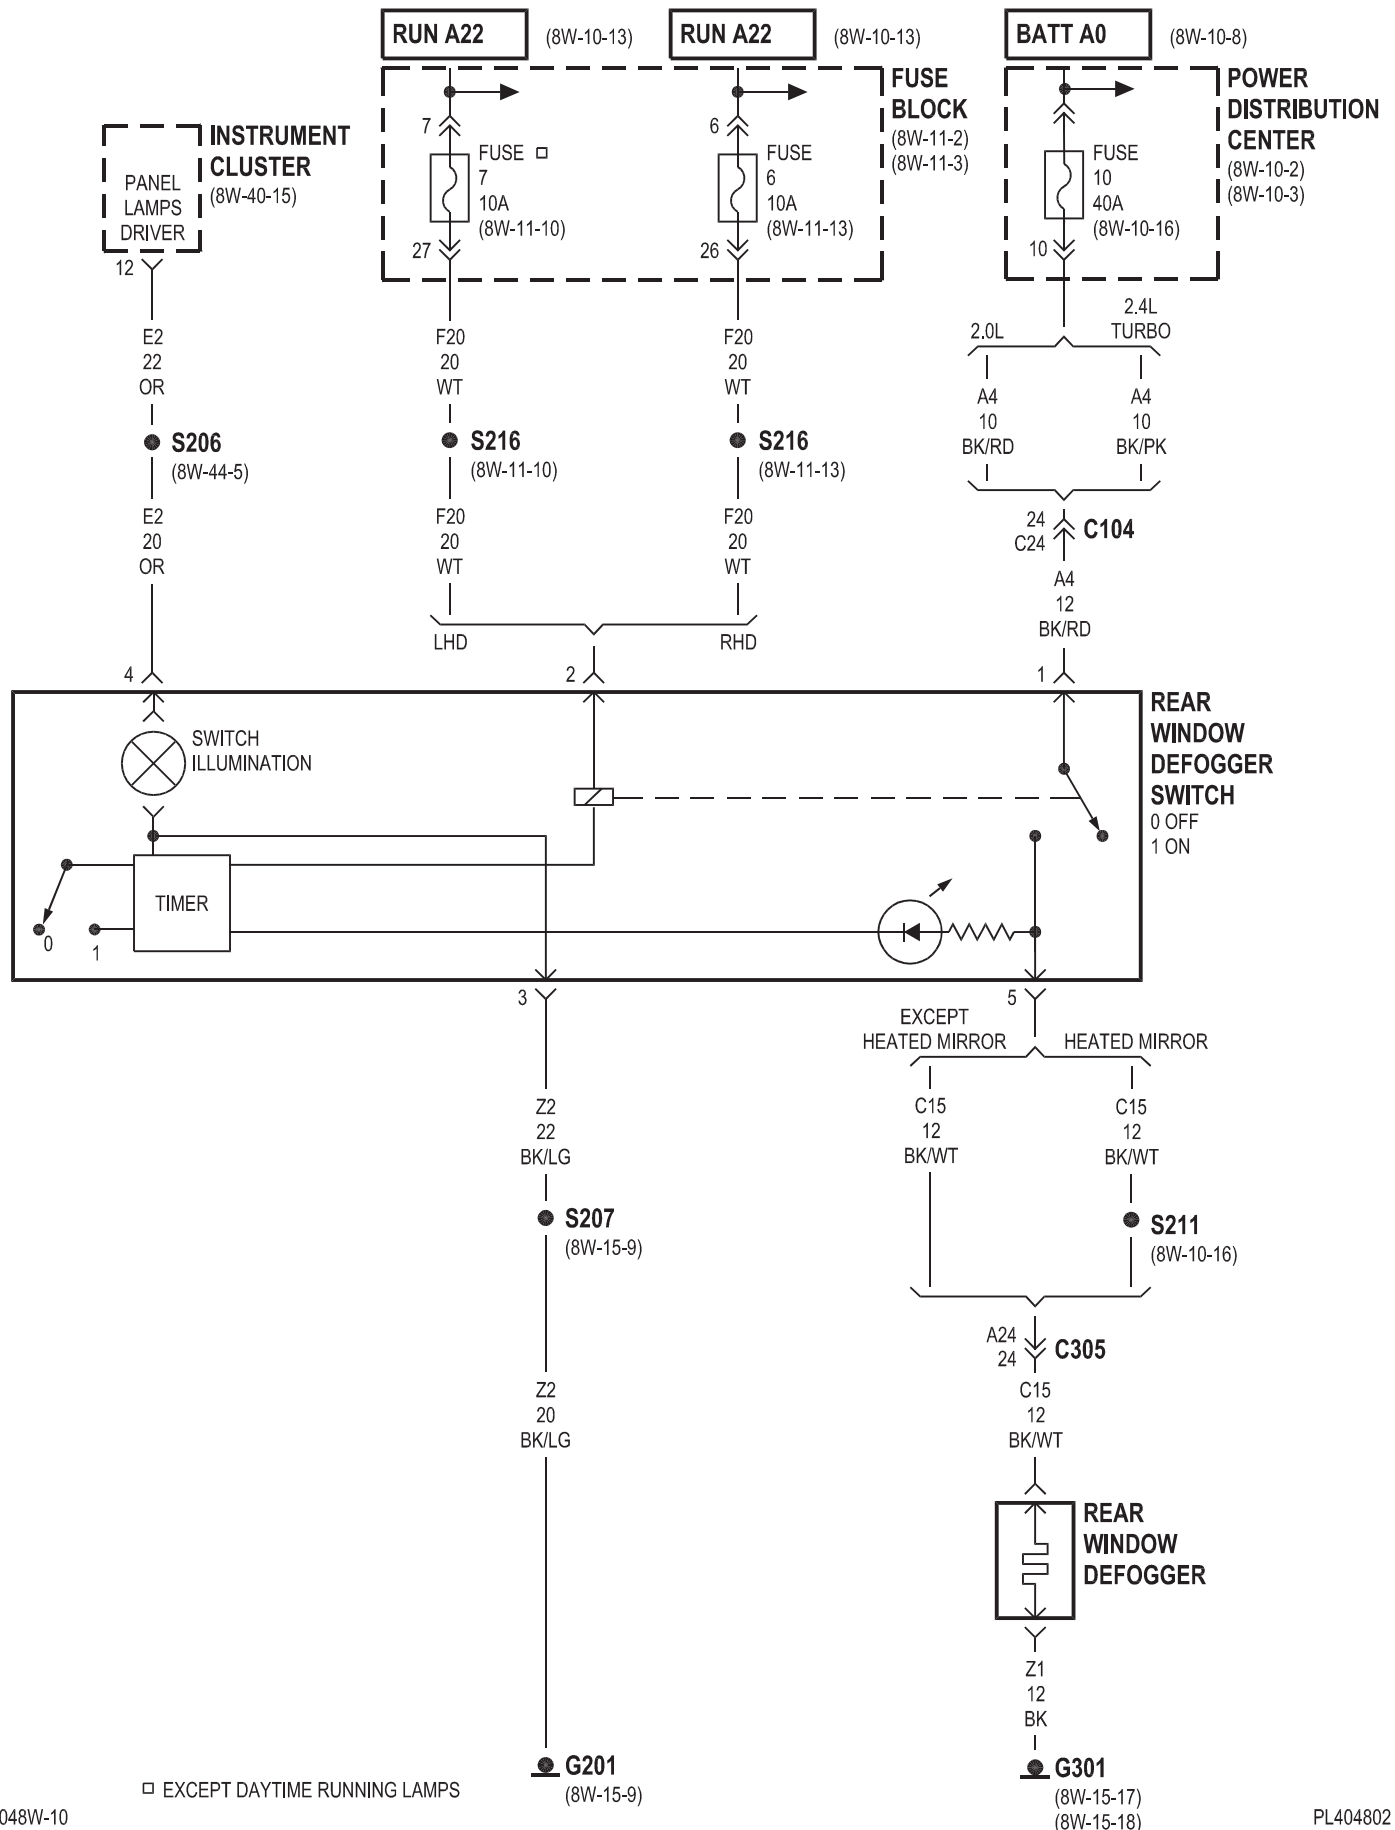 RUN A22
(8W-10-13)
RUN A22
(8W-10-13)
BATT A0
(8W-10-8)
FUSE
BLOCK
(8W-11-2)
(8W-11-3)
POWER
DISTRIBUTION
CENTER
(8W-10-2)
(8W-10-3)
INSTRUMENT
CLUSTER
(8W-40-15)
PANEL
LAMPS
DRIVER
12
7
FUSE
7
10A
(8W-11-10)
27
6
FUSE
6
10A
(8W-11-13)
26
FUSE
10
40A
(8W-10-16)
10
E2
22
OR
F20
20
WT
F20
20
WT
2.0L
2.4L
TURBO
A4
10
BK/RD
A4
10
BK/PK
S206
(8W-44-5)
S216
(8W-11-10)
S216
(8W-11-13)
E2
20
OR
F20
20
WT
F20
20
WT
24
C24
C104
A4
12
BK/RD
LHD
RHD
4
2
1
REAR
WINDOW
DEFOGGER
SWITCH
0 OFF
1 ON
SWITCH
ILLUMINATION
TIMER
0
1
3
5
EXCEPT
HEATED MIRROR
HEATED MIRROR
Z2
22
BK/LG
C15
12
BK/WT
C15
12
BK/WT
S207
(8W-15-9)
S211
(8W-10-16)
A24
24
C305
Z2
20
BK/LG
C15
12
BK/WT
REAR
WINDOW
DEFOGGER
Z1
12
BK
G201
(8W-15-9)
G301
(8W-15-17)
(8W-15-18)
EXCEPT DAYTIME RUNNING LAMPS
048W-10
PL404802